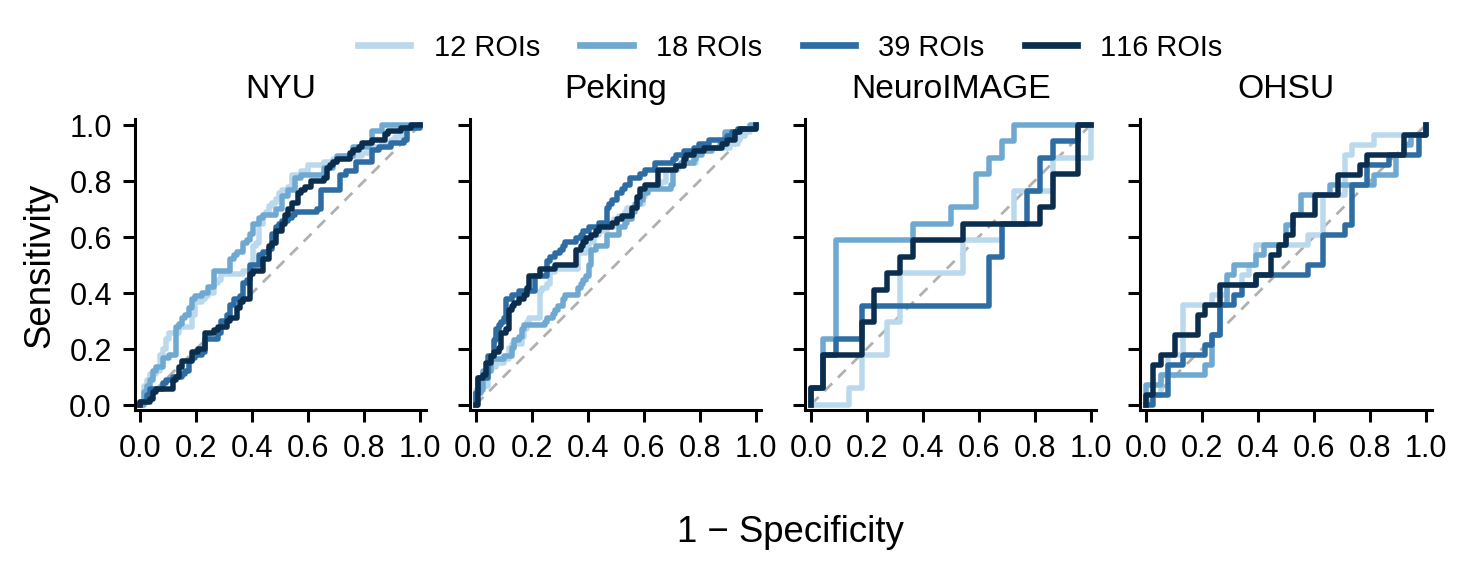 12 ROIs 18 ROIs 39 ROIs 116 ROIs
NYU Peking NeuroIMAGE OHSU
Sensitivity
1.0
0.8
0.6
0.4
0.2
0.0
0.0 0.2 0.4 0.6 0.8 1.0 0.0 0.2 0.4 0.6 0.8 1.0 0.0 0.2 0.4 0.6 0.8 1.0 0.0 0.2 0.4 0.6 0.8 1.0
1 − Specificity